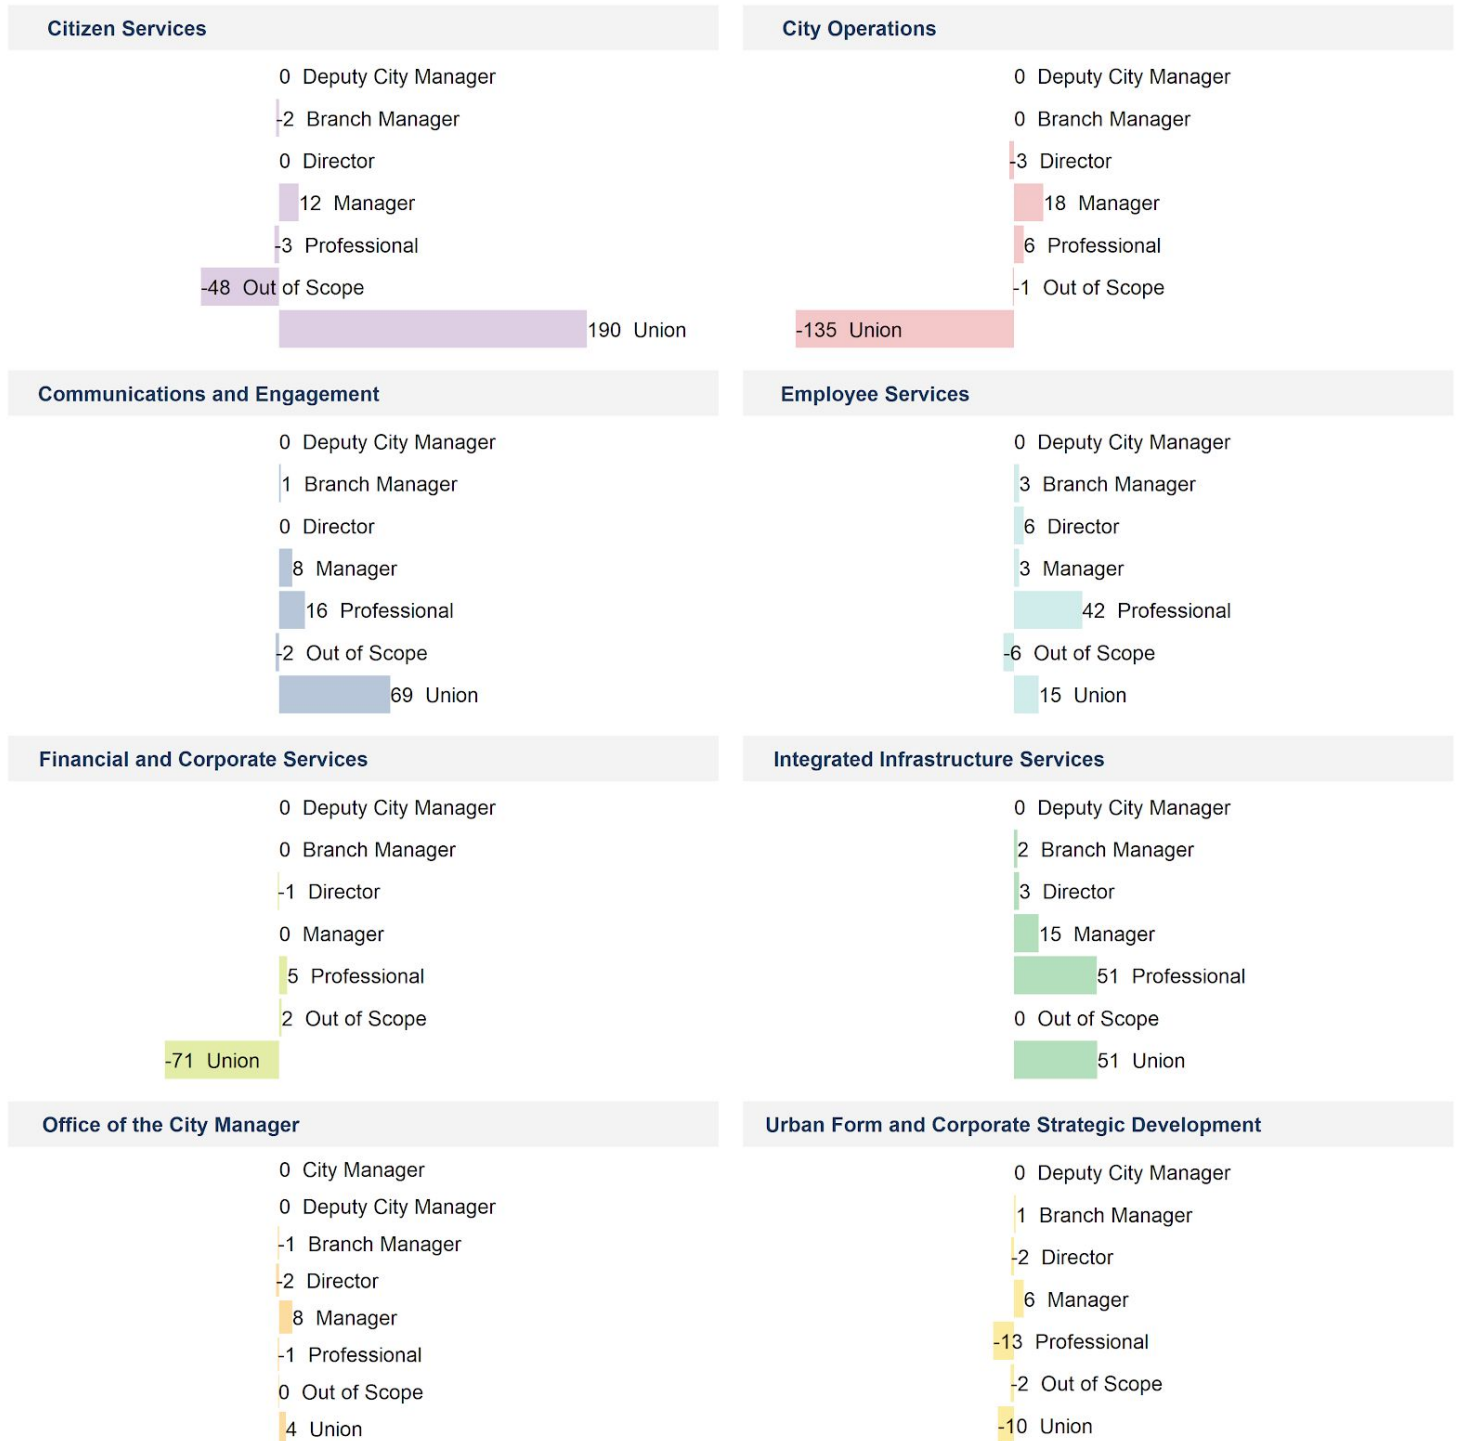 Citizen Services
0 Deputy City Manager
-2 Branch Manager
0 Director
12 Manager
-3 Professional
-48 Out of Scope
190 Union
City Operations
0 Deputy City Manager
0 Branch Manager
-3 Director
18 Manager
6 Professional
-1 Out of Scope
-135 Union
Communications and Engagement
0 Deputy City Manager
1 Branch Manager
0 Director
8 Manager
16 Professional
-2 Out of Scope
69 Union
Employee Services
0 Deputy City Manager
3 Branch Manager
6 Director
3 Manager
42 Professional
-6 Out of Scope
15 Union
Financial and Corporate Services
0 Deputy City Manager
0 Branch Manager
-1 Director
0 Manager
5 Professional
2 Out of Scope
-71 Union
Integrated Infrastructure Services
0 Deputy City Manager
2 Branch Manager
3 Director
15 Manager
51 Professional
0 Out of Scope
51 Union
Office of the City Manager
0 City Manager
0 Deputy City Manager
-1 Branch Manager
-2 Director
8 Manager
-1 Professional
0 Out of Scope
4 Union
Urban Form and Corporate Strategic Development
0 Deputy City Manager
1 Branch Manager
-2 Director
6 Manager
-13 Professional
-2 Out of Scope
-10 Union